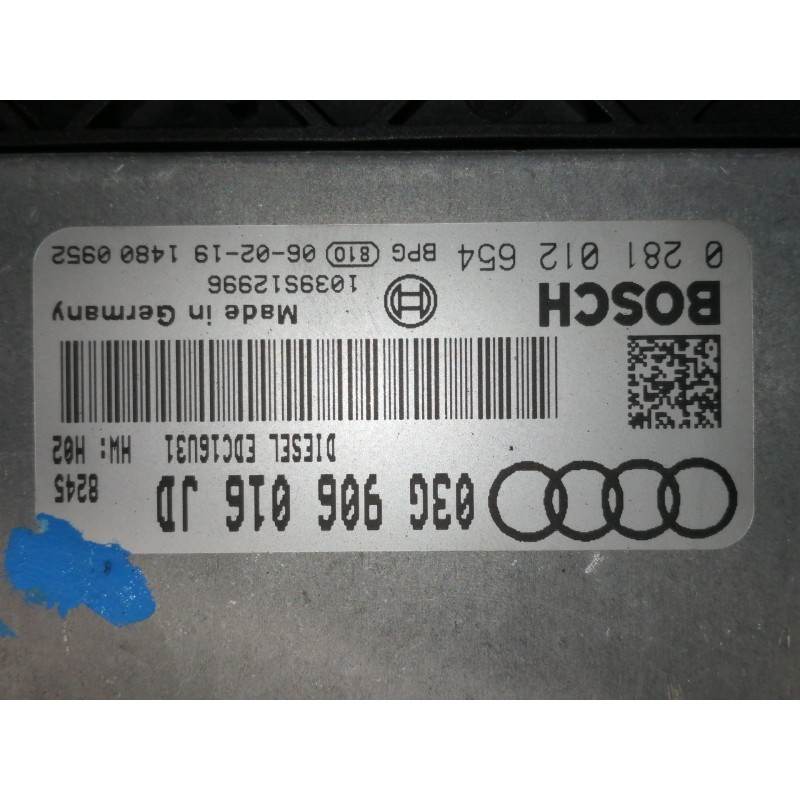 03G 906 016 JD 8245
DIESEL EDC16U31 HW: H02
BOSCH Made in Germany
1039S12996
0 281 012 654 BPG 810 06-02-19 1480 0952